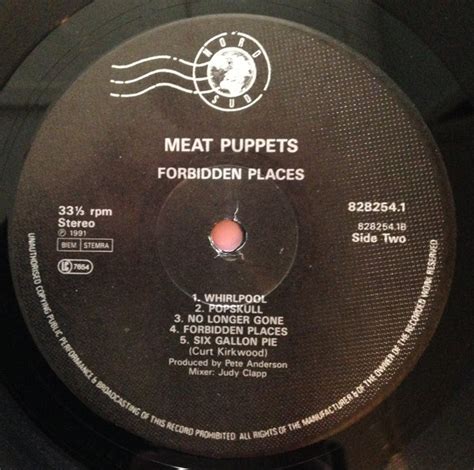 NORD
SUD
MEAT PUPPETS
FORBIDDEN PLACES
33⅓ rpm
Stereo
℗ 1991
BIEM STEMRA
LC 7654
828254.1
828254.1B
Side Two
1. WHIRLPOOL
2. POPSKULL
3. NO LONGER GONE
4. FORBIDDEN PLACES
5. SIX GALLON PIE
(Curt Kirkwood)
Produced by Pete Anderson
Mixer: Judy Clapp
UNAUTHORISED COPYING PUBLIC PERFORMANCE & BROADCASTING OF THIS RECORD PROHIBITED. ALL RIGHTS OF THE MANUFACTURER & OF THE OWNER OF THE RECORDED WORK RESERVED